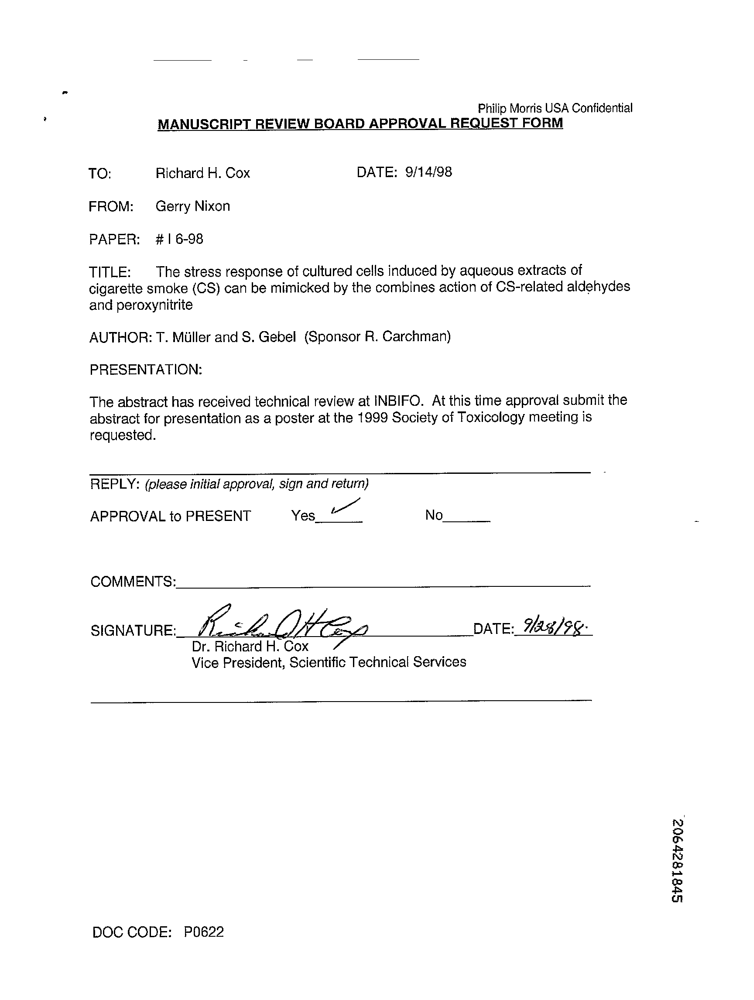 Philip Morris USA Confidential
MANUSCRIPT REVIEW BOARD APPROVAL REQUEST FORM
TO: Richard H. Cox DATE: 9/14/98
FROM: Gerry Nixon
PAPER: # I 6-98
TITLE: The stress response of cultured cells induced by aqueous extracts of
cigarette smoke (CS) can be mimicked by the combines action of CS-related aldehydes
and peroxynitrite
AUTHOR: T. Müller and S. Gebel (Sponsor R. Carchman)
PRESENTATION:
The abstract has received technical review at INBIFO. At this time approval submit the
abstract for presentation as a poster at the 1999 Society of Toxicology meeting is
requested.
REPLY: (please initial approval, sign and return)
APPROVAL to PRESENT Yes ✓ No
COMMENTS:
SIGNATURE: Richard H Cox DATE: 9/28/98.
Dr. Richard H. Cox
Vice President, Scientific Technical Services
2064281845
DOC CODE: P0622